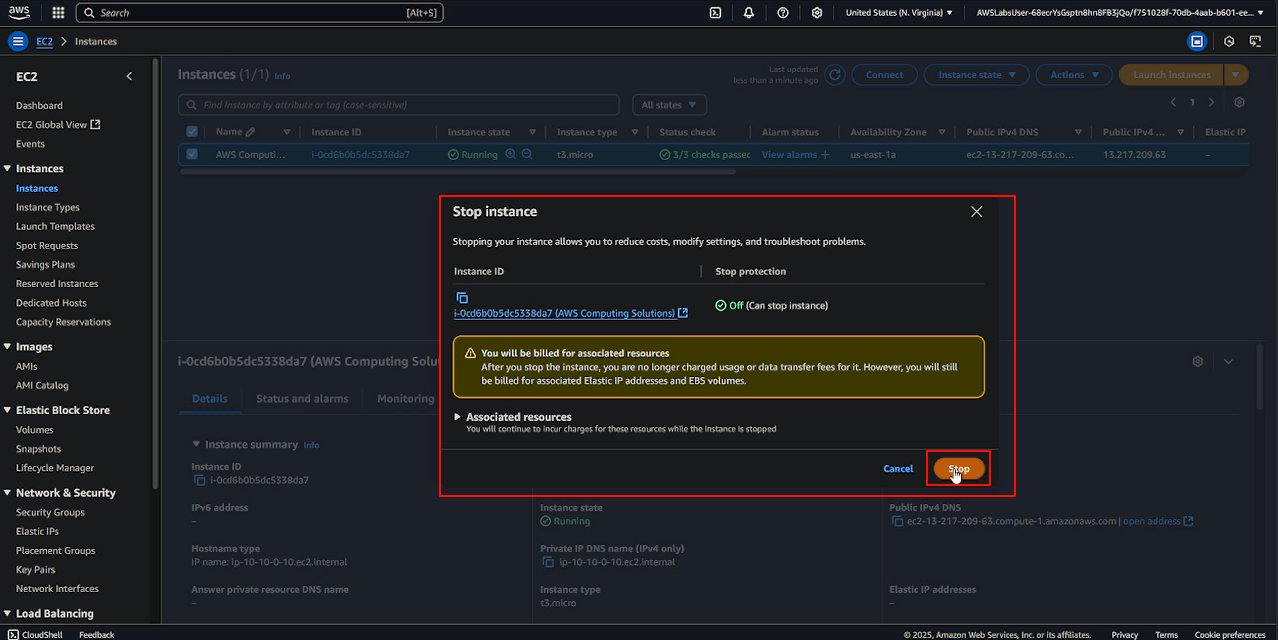 aws
Search
[Alt+S]
United States (N. Virginia)
AWSLabsUser-68ecrYsGsptn8hn8FB3jQo/f751028f-70db-4aab-b601-ee...
EC2
Instances
EC2
Dashboard
EC2 Global View
Events
Instances
Instances
Instance Types
Launch Templates
Spot Requests
Savings Plans
Reserved Instances
Dedicated Hosts
Capacity Reservations
Images
AMIs
AMI Catalog
Elastic Block Store
Volumes
Snapshots
Lifecycle Manager
Network & Security
Security Groups
Elastic IPs
Placement Groups
Key Pairs
Network Interfaces
Load Balancing
Instances (1/1) Info
Last updated
less than a minute ago
Connect
Instance state
Actions
Launch instances
Find Instance by attribute or tag (case-sensitive)
All states
1
Name
Instance ID
Instance state
Instance type
Status check
Alarm status
Availability Zone
Public IPv4 DNS
Public IPv4 ...
Elastic IP
AWS Computi...
i-0cd6b0b5dc5338da7
Running
t3.micro
3/3 checks passec
View alarms +
us-east-1a
ec2-13-217-209-63.co...
13.217.209.63
–
Stop instance
Stopping your instance allows you to reduce costs, modify settings, and troubleshoot problems.
Instance ID
Stop protection
i-0cd6b0b5dc5338da7 (AWS Computing Solutions)
Off (Can stop instance)
You will be billed for associated resources
After you stop the instance, you are no longer charged usage or data transfer fees for it. However, you will still
be billed for associated Elastic IP addresses and EBS volumes.
Associated resources
You will continue to incur charges for these resources while the instance is stopped
Cancel
Stop
i-0cd6b0b5dc5338da7 (AWS Computing Solu
Details
Status and alarms
Monitoring
Instance summary Info
Instance ID
i-0cd6b0b5dc5338da7
IPv6 address
–
Instance state
Running
Public IPv4 DNS
ec2-13-217-209-63.compute-1.amazonaws.com | open address
Hostname type
IP name: ip-10-10-0-10.ec2.internal
Private IP DNS name (IPv4 only)
ip-10-10-0-10.ec2.internal
Answer private resource DNS name
–
Instance type
t3.micro
Elastic IP addresses
–
CloudShell
Feedback
© 2025, Amazon Web Services, Inc. or its affiliates.
Privacy
Terms
Cookie preferences